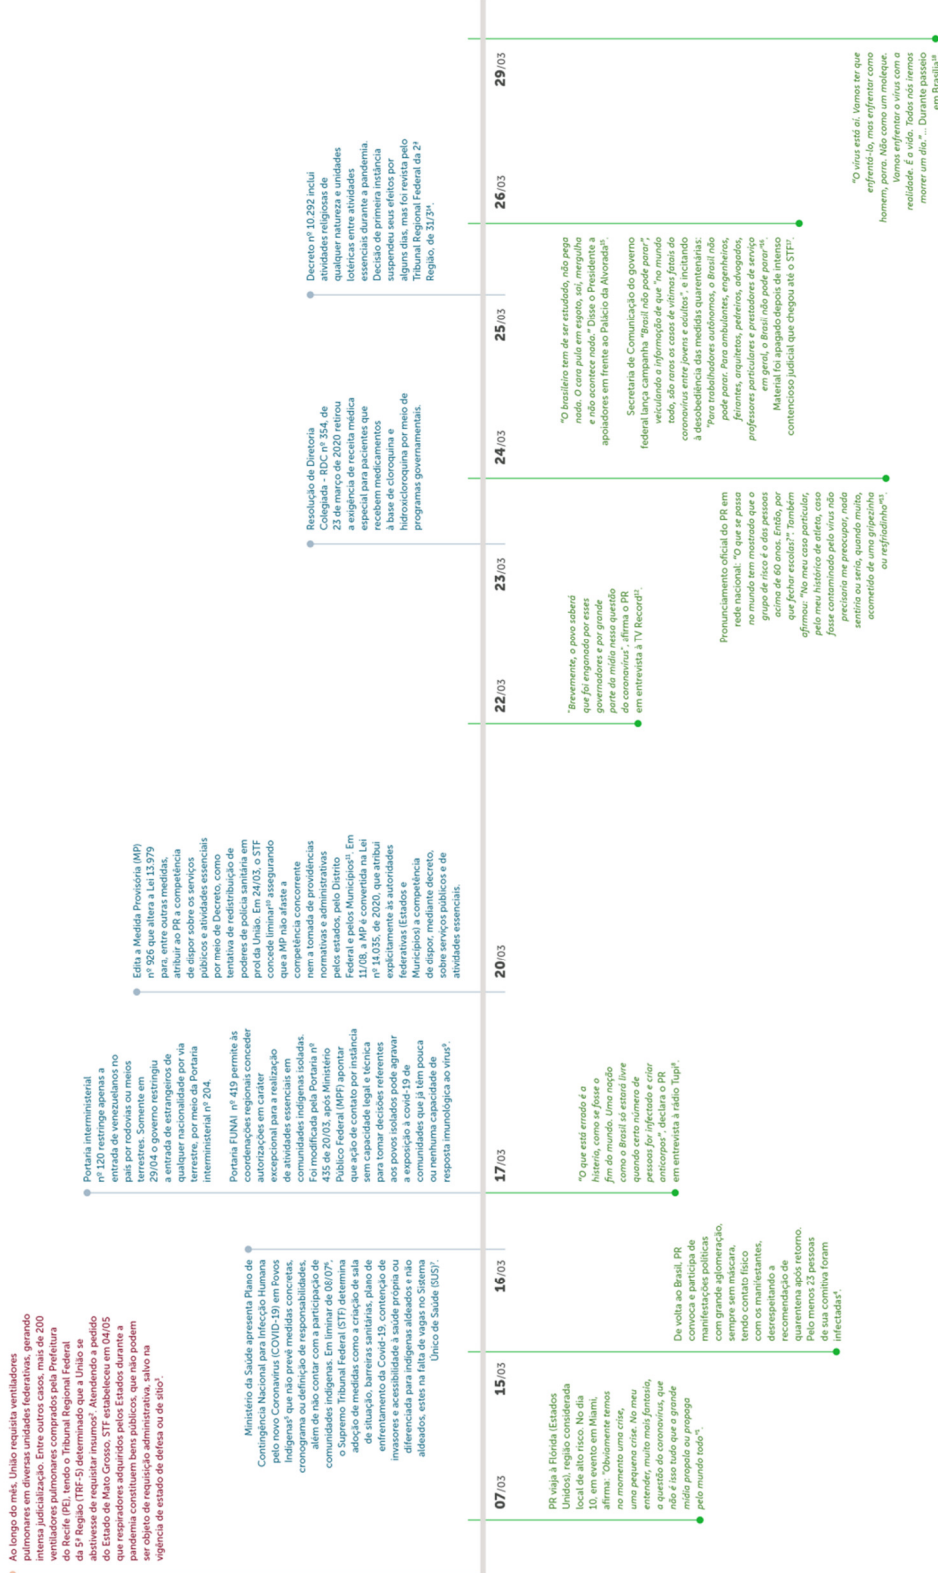 Ao longo do mês, União requisita ventiladores
pulmonares em diversas unidades federativas, gerando
intensa judicialização. Entre outros casos, mais de 200
ventiladores pulmonares comprados pela Prefeitura
do Recife (PE), tendo o Tribunal Regional Federal
da 5ª Região (TRF-5) determinado que a União se
abstivesse de requisitar insumos⁴. Atendendo a pedido
do Estado de Mato Grosso, STF estabeleceu em 04/05
que respiradores adquiridos pelos Estados durante a
pandemia constituem bens públicos, que não podem
ser objeto de requisição administrativa, salvo na
vigência de estado de defesa ou de sítio⁵.
Ministério da Saúde apresenta Plano de
Contingência Nacional para Infecção Humana
pelo novo Coronavírus (COVID-19) em Povos
Indígenas⁶ que não prevê medidas concretas,
cronograma ou definição de responsabilidades,
além de não contar com a participação de
comunidades indígenas. Em liminar de 08/07⁶,
o Supremo Tribunal Federal (STF) determina
adoção de medidas como a criação de sala
de situação, barreiras sanitárias, plano de
enfrentamento da Covid-19, contenção de
invasores e acessibilidade à saúde própria ou
diferenciada para indígenas aldeados e não
aldeados, estes na falta de vagas no Sistema
Único de Saúde (SUS)⁷.
Portaria interministerial
nº 120 restringe apenas a
entrada de venezuelanos no
país por rodovias ou meios
terrestres. Somente em
29/04 o governo restringiu
a entrada de estrangeiros de
qualquer nacionalidade por via
terrestre, por meio da Portaria
interministerial nº 204.
Portaria FUNAI nº 419 permite às
coordenações regionais conceder
autorizações em caráter
excepcional para a realização
de atividades essenciais em
comunidades indígenas isoladas.
Foi modificada pela Portaria nº
435 de 20/03, após Ministério
Público Federal (MPF) apontar
que ação de contato por instância
sem capacidade legal e técnica
para tomar decisões referentes
aos povos isolados pode agravar
a exposição à covid-19 de
comunidades que já têm pouca
ou nenhuma capacidade de
resposta imunológica ao vírus⁹.
Edita a Medida Provisória (MP)
nº 926 que altera a Lei 13.979
para, entre outras medidas,
atribuir ao PR a competência
de dispor sobre os serviços
públicos e atividades essenciais
por meio de Decreto, como
tentativa de redistribuição de
poderes de polícia sanitária em
prol da União. Em 24/03, o STF
concede liminar¹⁰ assegurando
que a MP não afaste a
competência concorrente
nem a tomada de providências
normativas e administrativas
pelos estados, pelo Distrito
Federal e pelos Municípios¹¹. Em
11/08, a MP é convertida na Lei
nº 14.035, de 2020, que atribui
explicitamente às autoridades
federativas (Estados e
Municípios) a competência
de dispor, mediante decreto,
sobre serviços públicos e de
atividades essenciais.
Resolução de Diretoria
Colegiada - RDC nº 354, de
23 de março de 2020 retirou
a exigência de receita médica
especial para pacientes que
recebem medicamentos
à base de cloroquina e
hidroxicloroquina por meio de
programas governamentais.
Decreto nº 10.292 inclui
atividades religiosas de
qualquer natureza e unidades
lotéricas entre atividades
essenciais durante a pandemia.
Decisão de primeira instância
suspendeu seus efeitos por
alguns dias, mas foi revista pelo
Tribunal Regional Federal da 2ª
Região, de 31/3¹⁴.
07/03
15/03
16/03
17/03
20/03
22/03
23/03
24/03
25/03
26/03
29/03
PR viaja à Flórida (Estados
Unidos), região considerada
local de alto risco. No dia
10, em evento em Miami,
afirma: "Obviamente temos
no momento uma crise,
uma pequena crise. No meu
entender, muito mais fantasia,
a questão do coronavírus, que
não é isso tudo que a grande
mídia propala ou propaga
pelo mundo todo"⁵.
De volta ao Brasil, PR
convoca e participa de
manifestações políticas
com grande aglomeração,
sempre sem máscara,
tendo contato físico
com os manifestantes,
desrespeitando a
recomendação de
quarentena após retorno.
Pelo menos 23 pessoas
de sua comitiva foram
infectadas⁶.
"O que está errado é a
histeria, como se fosse o
fim do mundo. Uma nação
como o Brasil só estará livre
quando certo número de
pessoas for infectado e criar
anticorpos", declara o PR
em entrevista à rádio Tupi⁸.
"Brevemente, o povo saberá
que foi enganado por esses
governadores e por grande
parte da mídia nessa questão
do coronavírus", afirma o PR
em entrevista à TV Record¹².
Pronunciamento oficial do PR em
rede nacional: "O que se passa
no mundo tem mostrado que o
grupo de risco é o das pessoas
acima de 60 anos. Então, por
que fechar escolas?". Também
afirmou: "No meu caso particular,
pelo meu histórico de atleta, caso
fosse contaminado pelo vírus não
precisaria me preocupar, nada
sentiria ou seria, quando muito,
acometido de uma gripezinha
ou resfriadinho"¹³.
"O brasileiro tem de ser estudado, não pega
nada. O cara pula em esgoto, sai, mergulha
e não acontece nada." Disse o Presidente a
apoiadores em frente ao Palácio da Alvorada¹⁵.
Secretaria de Comunicação do governo
federal lança campanha "Brasil não pode parar",
veiculando a informação de que "no mundo
todo, são raros os casos de vítimas fatais do
coronavírus entre jovens e adultos", e incitando
à desobediência das medidas quarentenárias:
"Para trabalhadores autônomos, o Brasil não
pode parar. Para ambulantes, engenheiros,
feirantes, arquitetos, pedreiros, advogados,
professores particulares e prestadores de serviço
em geral, o Brasil não pode parar."¹⁶
Material foi apagado depois de intenso
contencioso judicial que chegou até o STF¹⁷.
"O vírus está aí. Vamos ter que
enfrentá-lo, mas enfrentar como
homem, porra. Não como um moleque.
Vamos enfrentar o vírus com a
realidade. É a vida. Todos nós iremos
morrer um dia." ... Durante passeio
em Brasília¹⁸